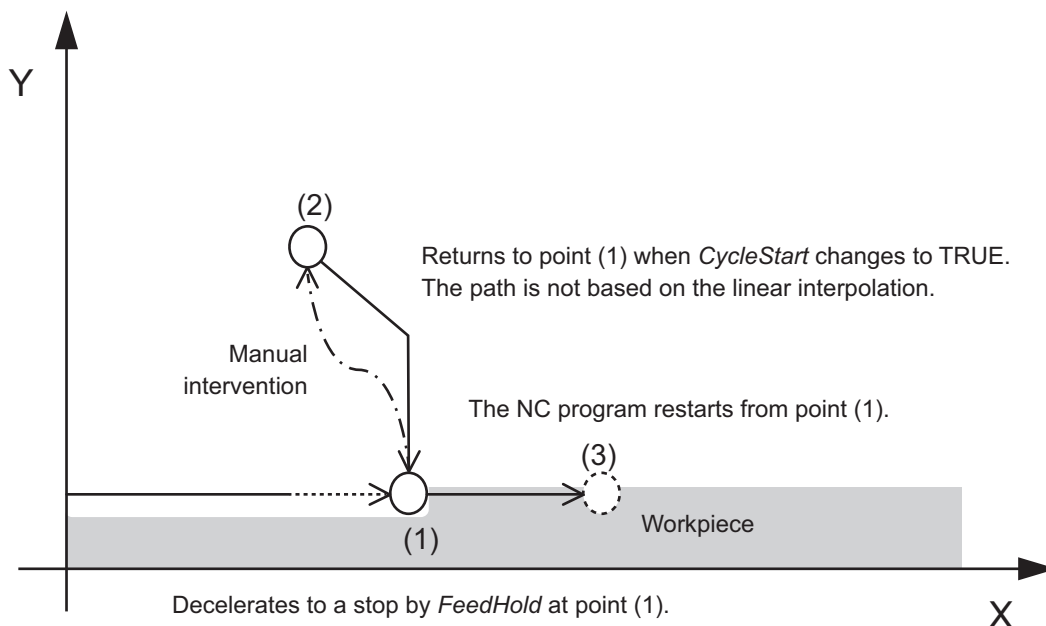 Y
(2)
Returns to point (1) when CycleStart changes to TRUE.
The path is not based on the linear interpolation.
Manual
intervention
The NC program restarts from point (1).
(3)
Workpiece
(1)
Decelerates to a stop by FeedHold at point (1).
X